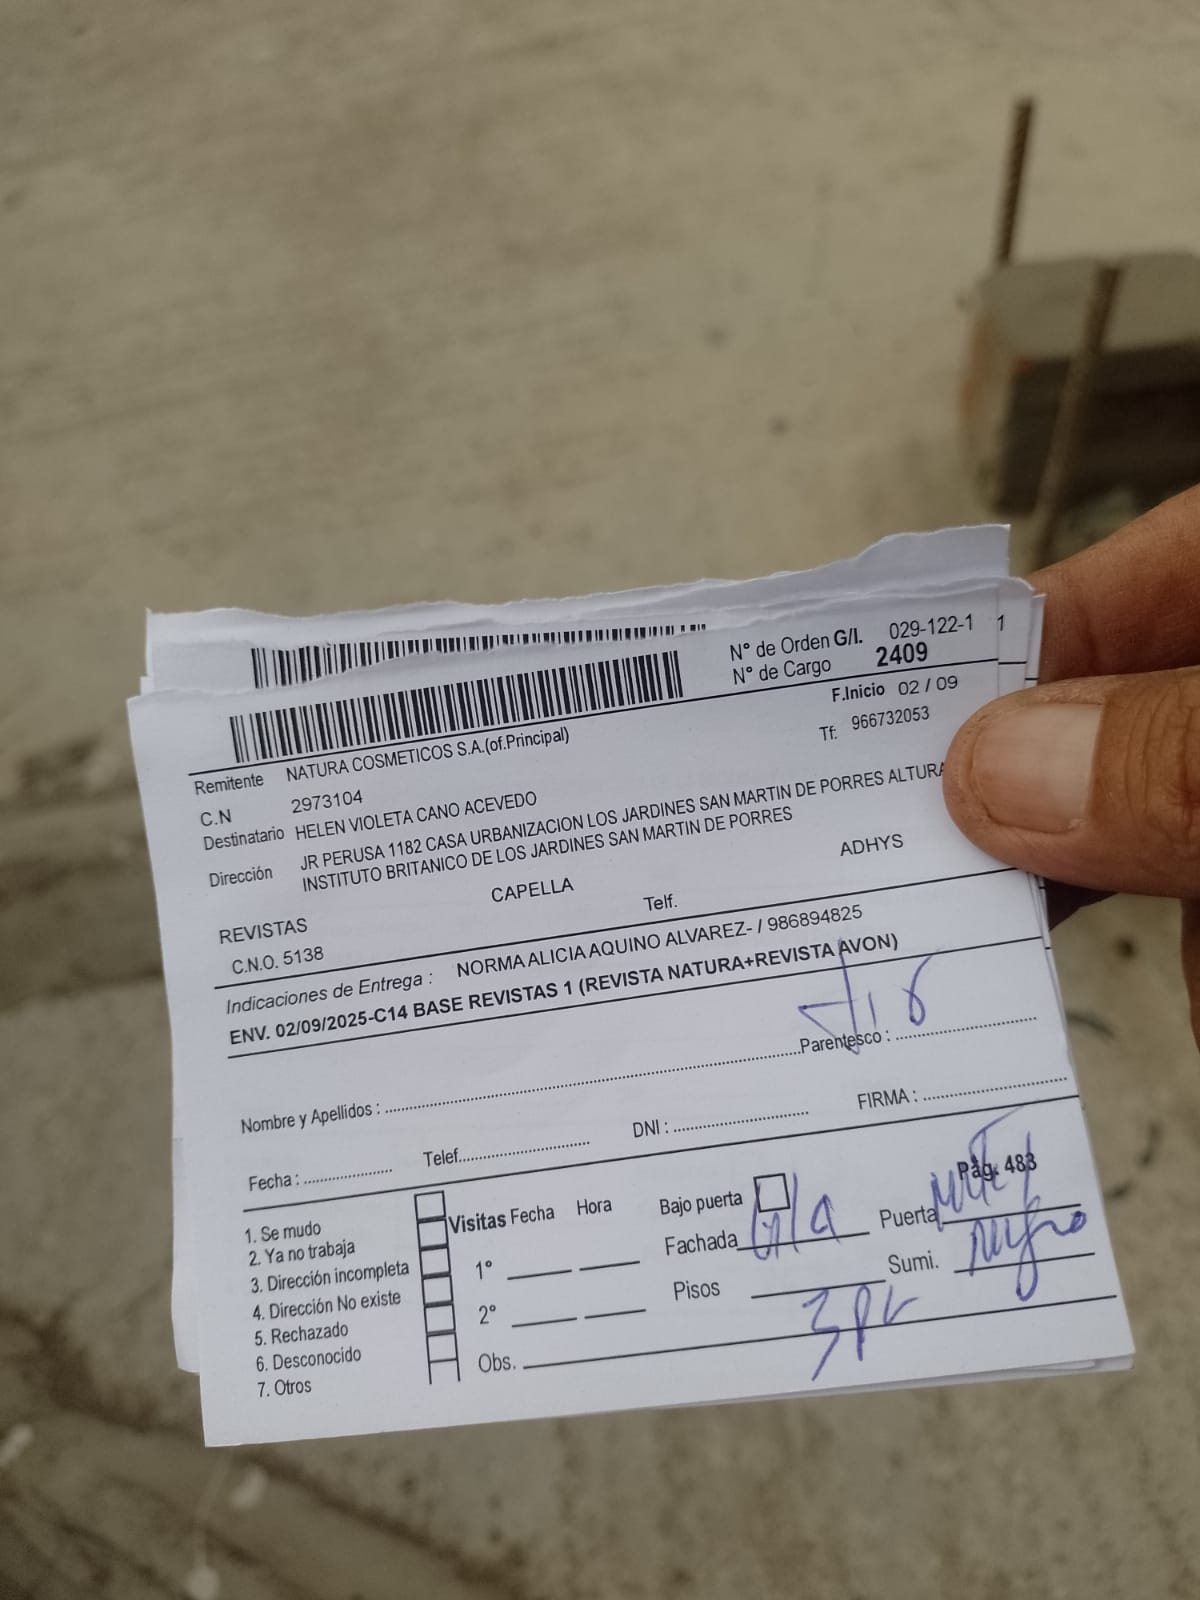 N° de Orden G/I. 029-122-1 1
N° de Cargo 2409
F.Inicio 02 / 09
Remitente NATURA COSMETICOS S.A.(of.Principal)
Tf: 966732053
C.N 2973104
Destinatario HELEN VIOLETA CANO ACEVEDO
Dirección JR PERUSA 1182 CASA URBANIZACION LOS JARDINES SAN MARTIN DE PORRES ALTURA
INSTITUTO BRITANICO DE LOS JARDINES SAN MARTIN DE PORRES
REVISTAS CAPELLA ADHYS
C.N.O. 5138 Telf.
Indicaciones de Entrega : NORMA ALICIA AQUINO ALVAREZ- / 986894825
ENV. 02/09/2025-C14 BASE REVISTAS 1 (REVISTA NATURA+REVISTA AVON)
Nombre y Apellidos : Parentesco :
Fecha : Telef. DNI : FIRMA :
Pág. 483
1. Se mudo
2. Ya no trabaja
3. Dirección incompleta
4. Dirección No existe
5. Rechazado
6. Desconocido
7. Otros
Visitas Fecha Hora
1°
2°
Obs.
Bajo puerta
Fachada Puerta
Pisos Sumi.